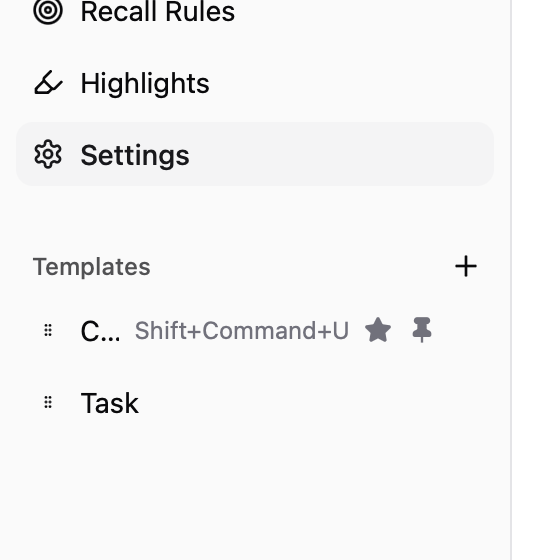 Recall Rules
Highlights
Settings
Templates
C... Shift+Command+U
Task